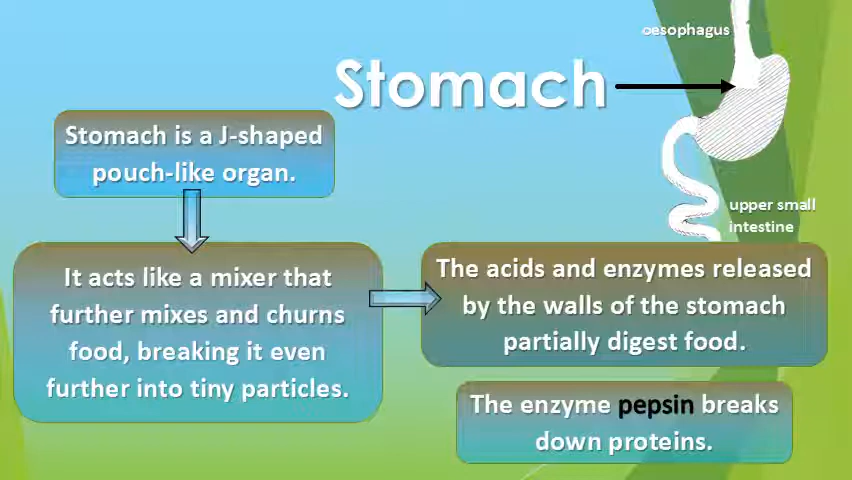 oesophagus
Stomach
Stomach is a J-shaped
pouch-like organ.
upper small
intestine
It acts like a mixer that
further mixes and churns
food, breaking it even
further into tiny particles.
The acids and enzymes released
by the walls of the stomach
partially digest food.
The enzyme pepsin breaks
down proteins.